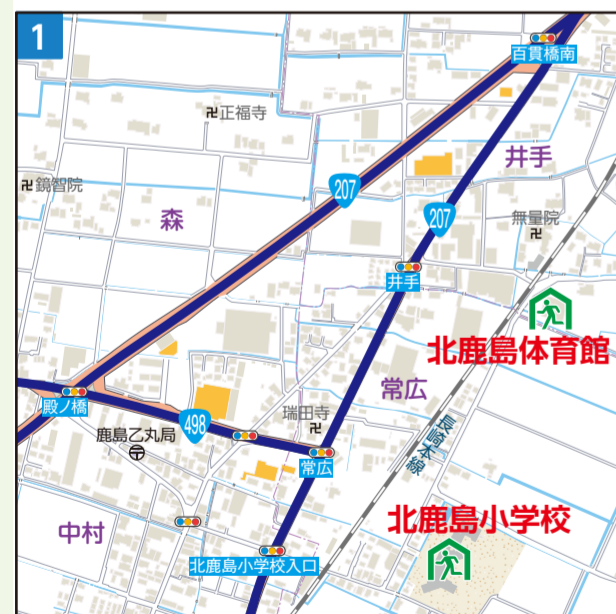 1
百貫橋南
卍正福寺
井手
卍鏡智院
207
森
207
無量院
卍
井手
北鹿島体育館
常広
殿ノ橋
498
瑞田寺
卍
鹿島乙丸局
〒
常広
長崎本線
北鹿島小学校
中村
北鹿島小学校入口